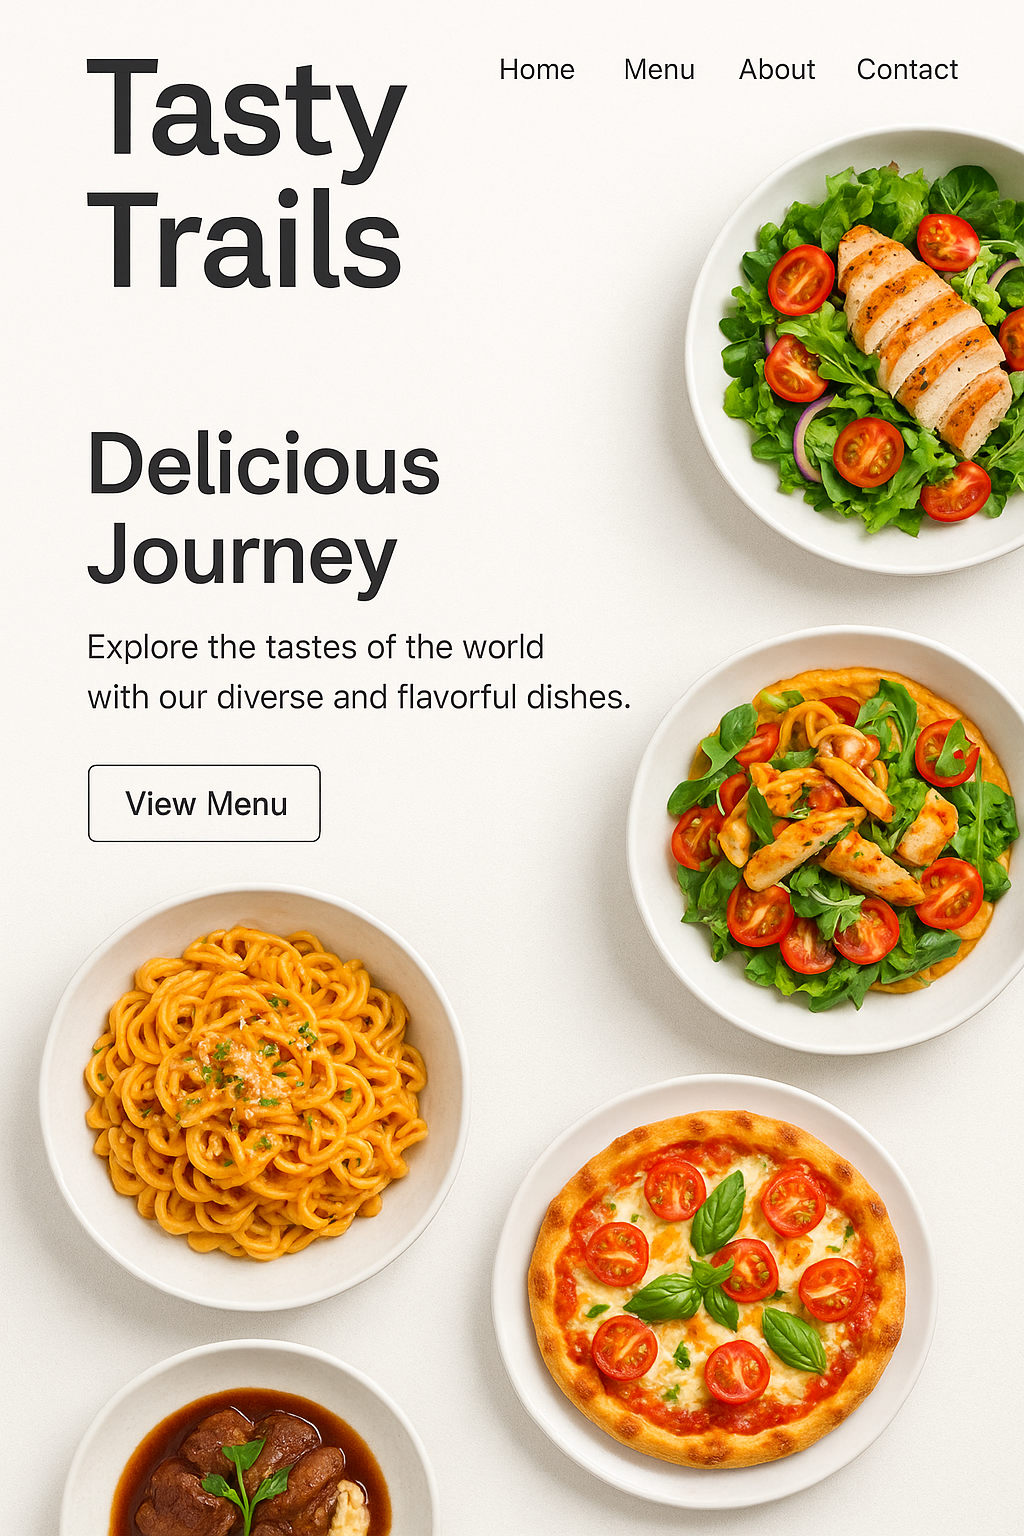 Tasty
Trails
Home Menu About Contact
Delicious
Journey
Explore the tastes of the world
with our diverse and flavorful dishes.
View Menu